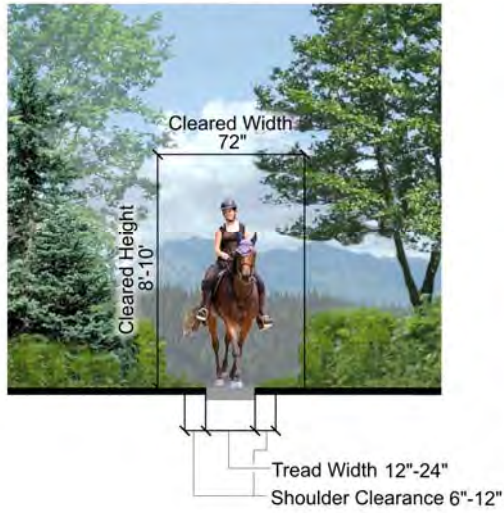 Cleared Width
72"
Cleared Height
8'-10'
Tread Width 12"-24"
Shoulder Clearance 6"-12"